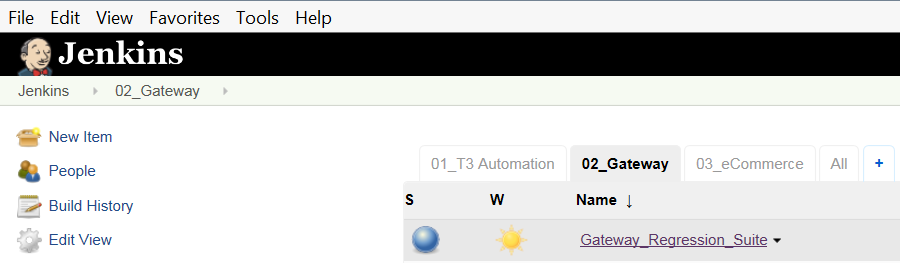 File Edit View Favorites Tools Help
Jenkins
Jenkins 02_Gateway
New Item
People
Build History
Edit View
01_T3 Automation 02_Gateway 03_eCommerce All +
S W Name ↓
Gateway_Regression_Suite